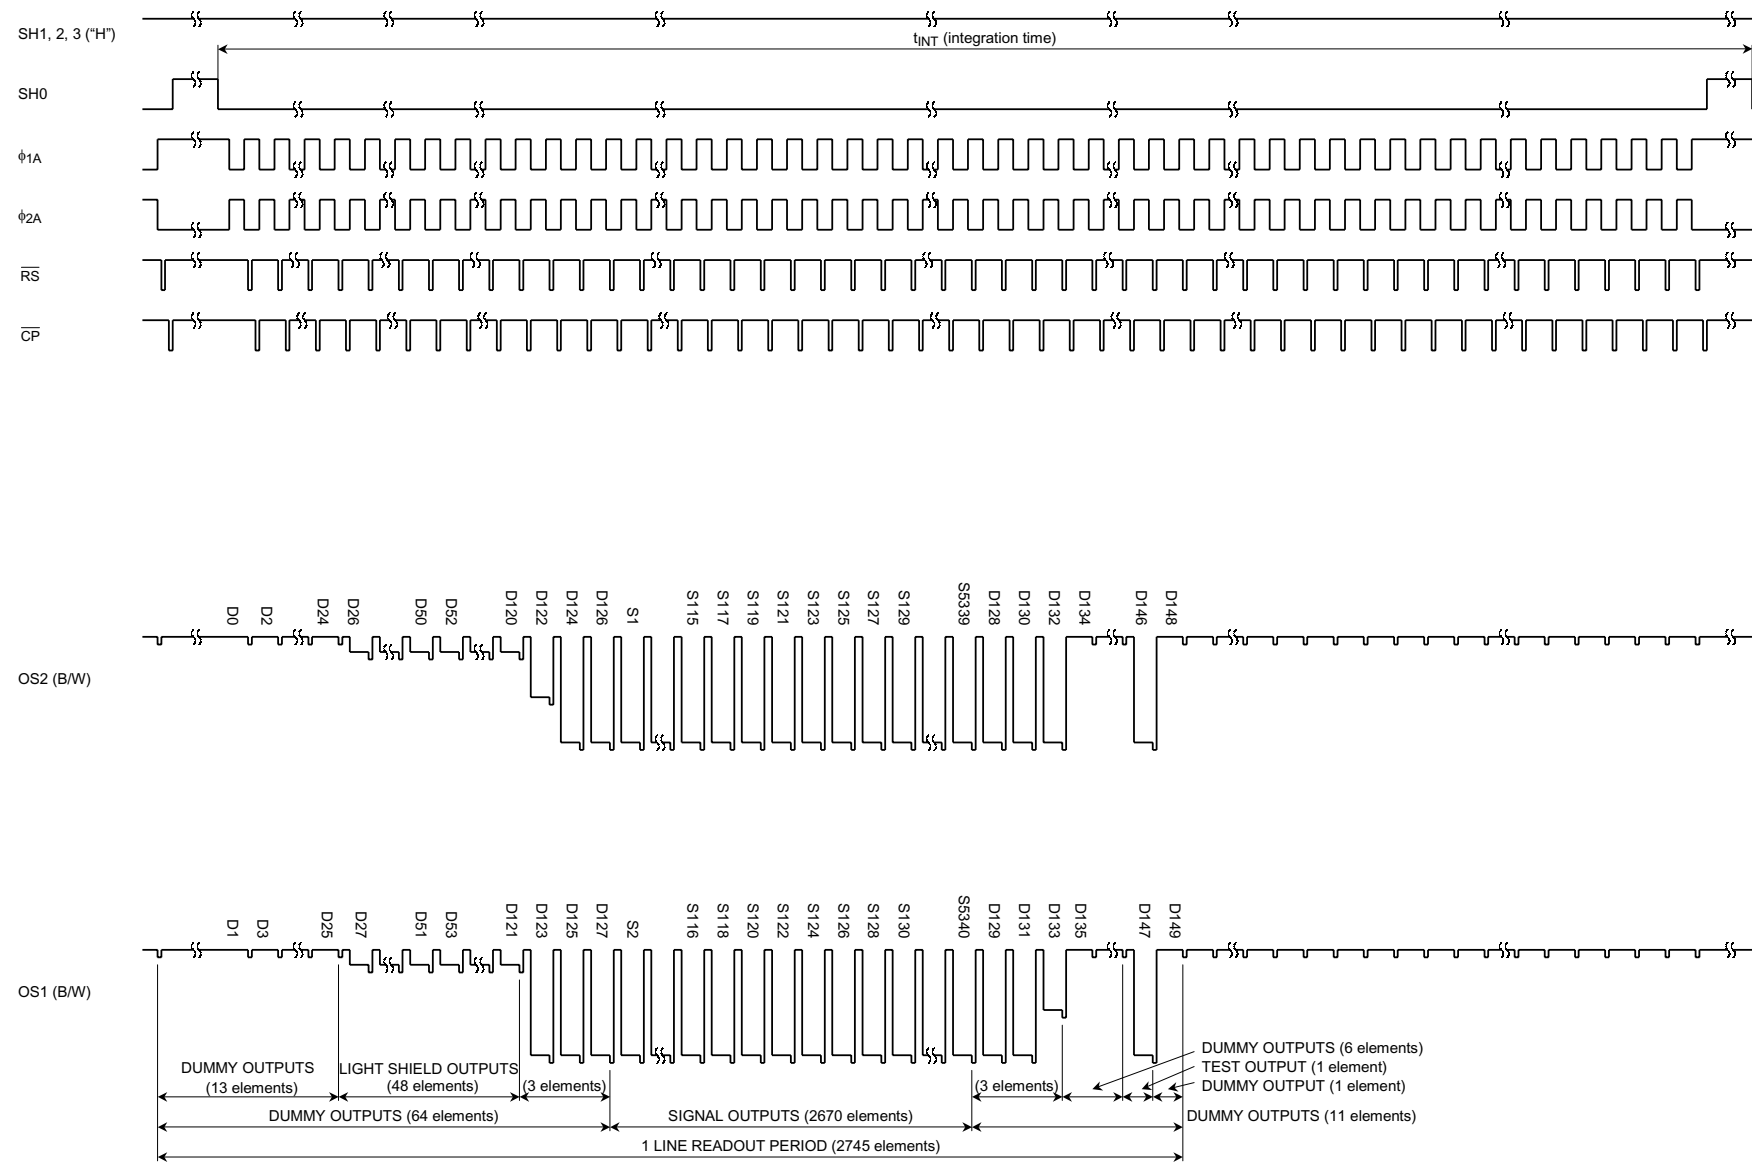 SH1, 2, 3 (“H”)
tINT (integration time)
SH0
ϕ1A
ϕ2A
RS
CP
D0 D2 D24 D26 D50 D52 D120 D122 D124 D126 S1 S115 S117 S119 S121 S123 S125 S127 S129 S5339 D128 D130 D132 D134 D146 D148
OS2 (B/W)
D1 D3 D25 D27 D51 D53 D121 D123 D125 D127 S2 S116 S118 S120 S122 S124 S126 S128 S130 S5340 D129 D131 D133 D135 D147 D149
OS1 (B/W)
DUMMY OUTPUTS
(13 elements)
LIGHT SHIELD OUTPUTS
(48 elements)
(3 elements)
(3 elements)
DUMMY OUTPUTS (6 elements)
TEST OUTPUT (1 element)
DUMMY OUTPUT (1 element)
DUMMY OUTPUTS (64 elements)
SIGNAL OUTPUTS (2670 elements)
DUMMY OUTPUTS (11 elements)
1 LINE READOUT PERIOD (2745 elements)